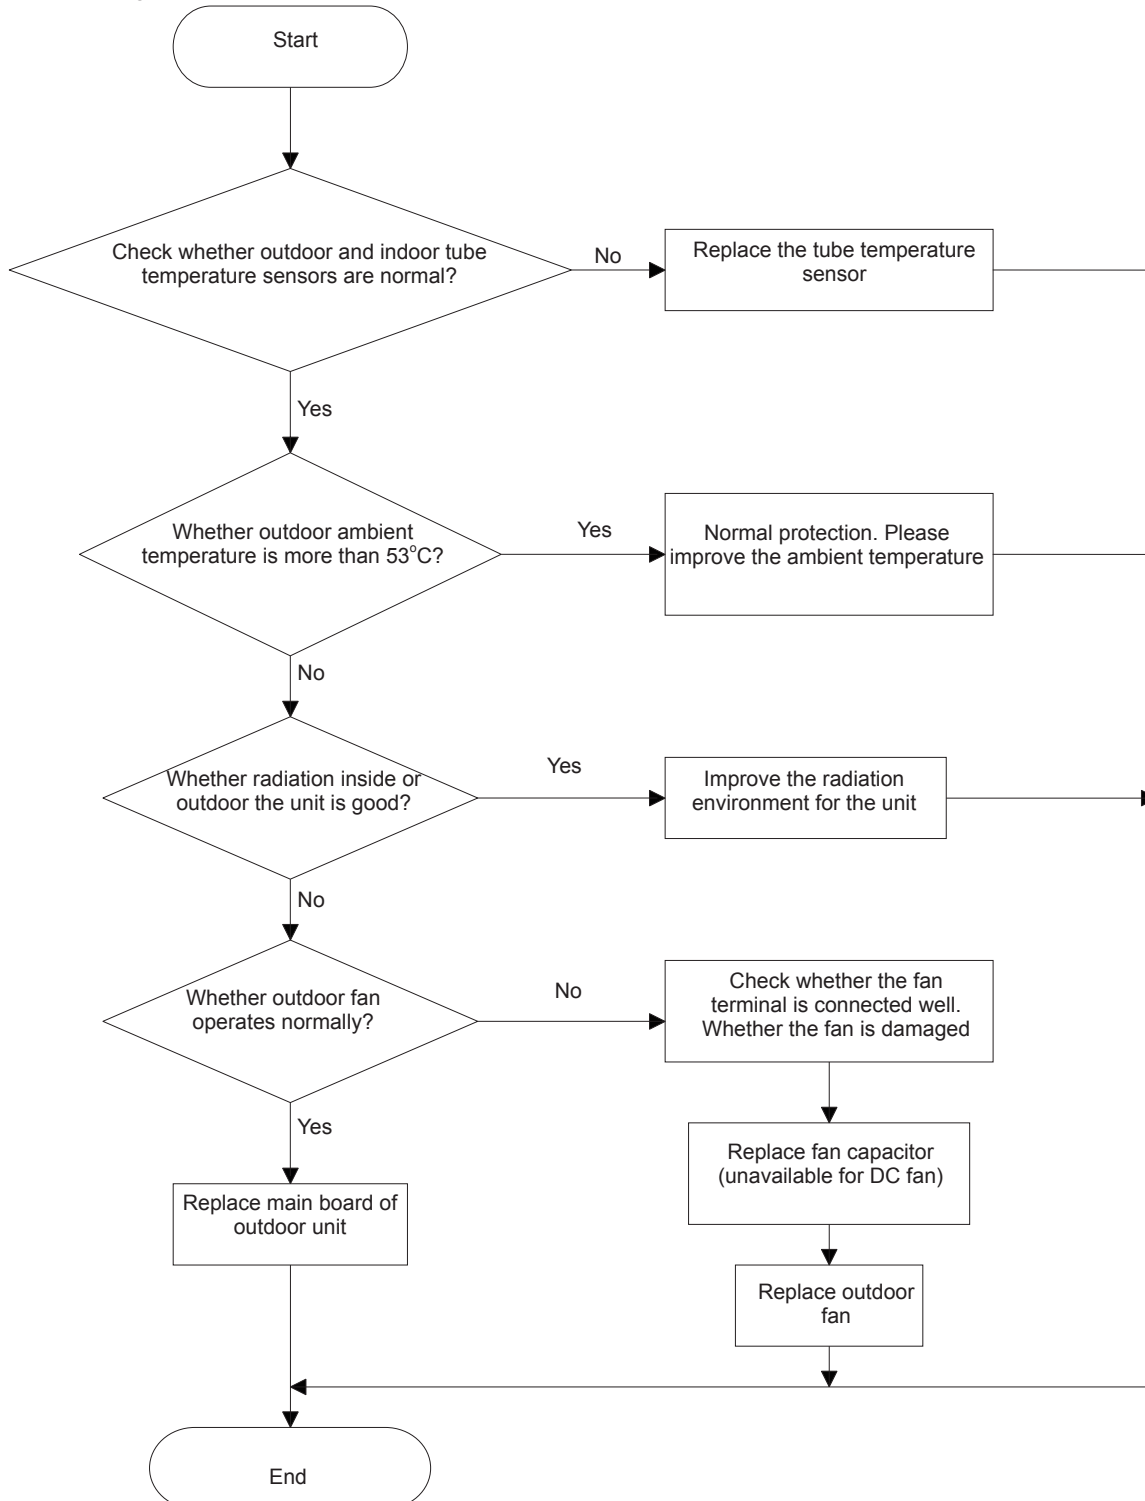 Start
Check whether outdoor and indoor tube
temperature sensors are normal?
No
Replace the tube temperature
sensor
Yes
Whether outdoor ambient
temperature is more than 53°C?
Yes
Normal protection. Please
improve the ambient temperature
No
Whether radiation inside or
outdoor the unit is good?
Yes
Improve the radiation
environment for the unit
No
Whether outdoor fan
operates normally?
No
Check whether the fan
terminal is connected well.
Whether the fan is damaged
Yes
Replace fan capacitor
(unavailable for DC fan)
Replace main board of
outdoor unit
Replace outdoor
fan
End